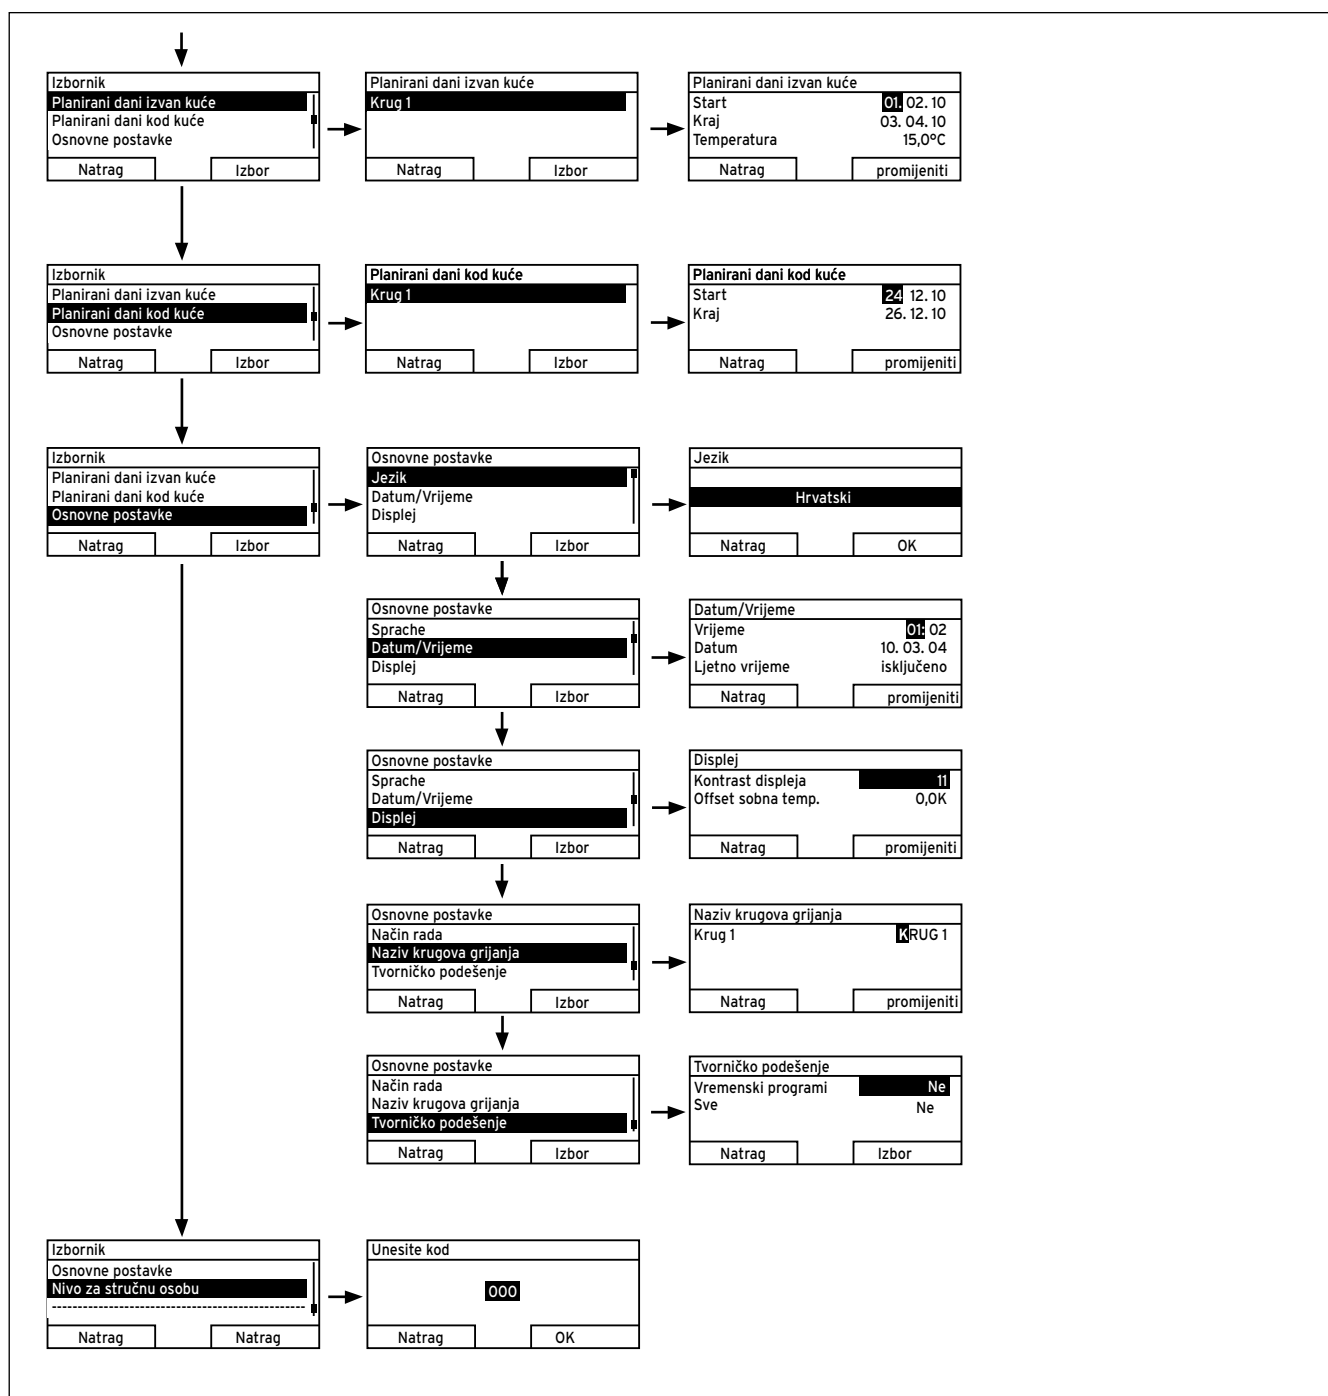 Izbornik
Planirani dani izvan kuće
Planirani dani kod kuće
Osnovne postavke
Natrag Izbor
Planirani dani izvan kuće
Krug 1
Natrag Izbor
Planirani dani izvan kuće
Start 01. 02. 10
Kraj 03. 04. 10
Temperatura 15,0°C
Natrag promijeniti
Izbornik
Planirani dani izvan kuće
Planirani dani kod kuće
Osnovne postavke
Natrag Izbor
Planirani dani kod kuće
Krug 1
Natrag Izbor
Planirani dani kod kuće
Start 24 12. 10
Kraj 26. 12. 10
Natrag promijeniti
Izbornik
Planirani dani izvan kuće
Planirani dani kod kuće
Osnovne postavke
Natrag Izbor
Osnovne postavke
Jezik
Datum/Vrijeme
Displej
Natrag Izbor
Jezik
Hrvatski
Natrag OK
Osnovne postavke
Sprache
Datum/Vrijeme
Displej
Natrag Izbor
Datum/Vrijeme
Vrijeme 01: 02
Datum 10. 03. 04
Ljetno vrijeme isključeno
Natrag promijeniti
Osnovne postavke
Sprache
Datum/Vrijeme
Displej
Natrag Izbor
Displej
Kontrast displeja 11
Offset sobna temp. 0,0K
Natrag promijeniti
Osnovne postavke
Način rada
Naziv krugova grijanja
Tvorničko podešenje
Natrag Izbor
Naziv krugova grijanja
Krug 1 KRUG 1
Natrag promijeniti
Osnovne postavke
Način rada
Naziv krugova grijanja
Tvorničko podešenje
Natrag Izbor
Tvorničko podešenje
Vremenski programi Ne
Sve Ne
Natrag Izbor
Izbornik
Osnovne postavke
Nivo za stručnu osobu
------------------------------------------------
Natrag Natrag
Unesite kod
000
Natrag OK